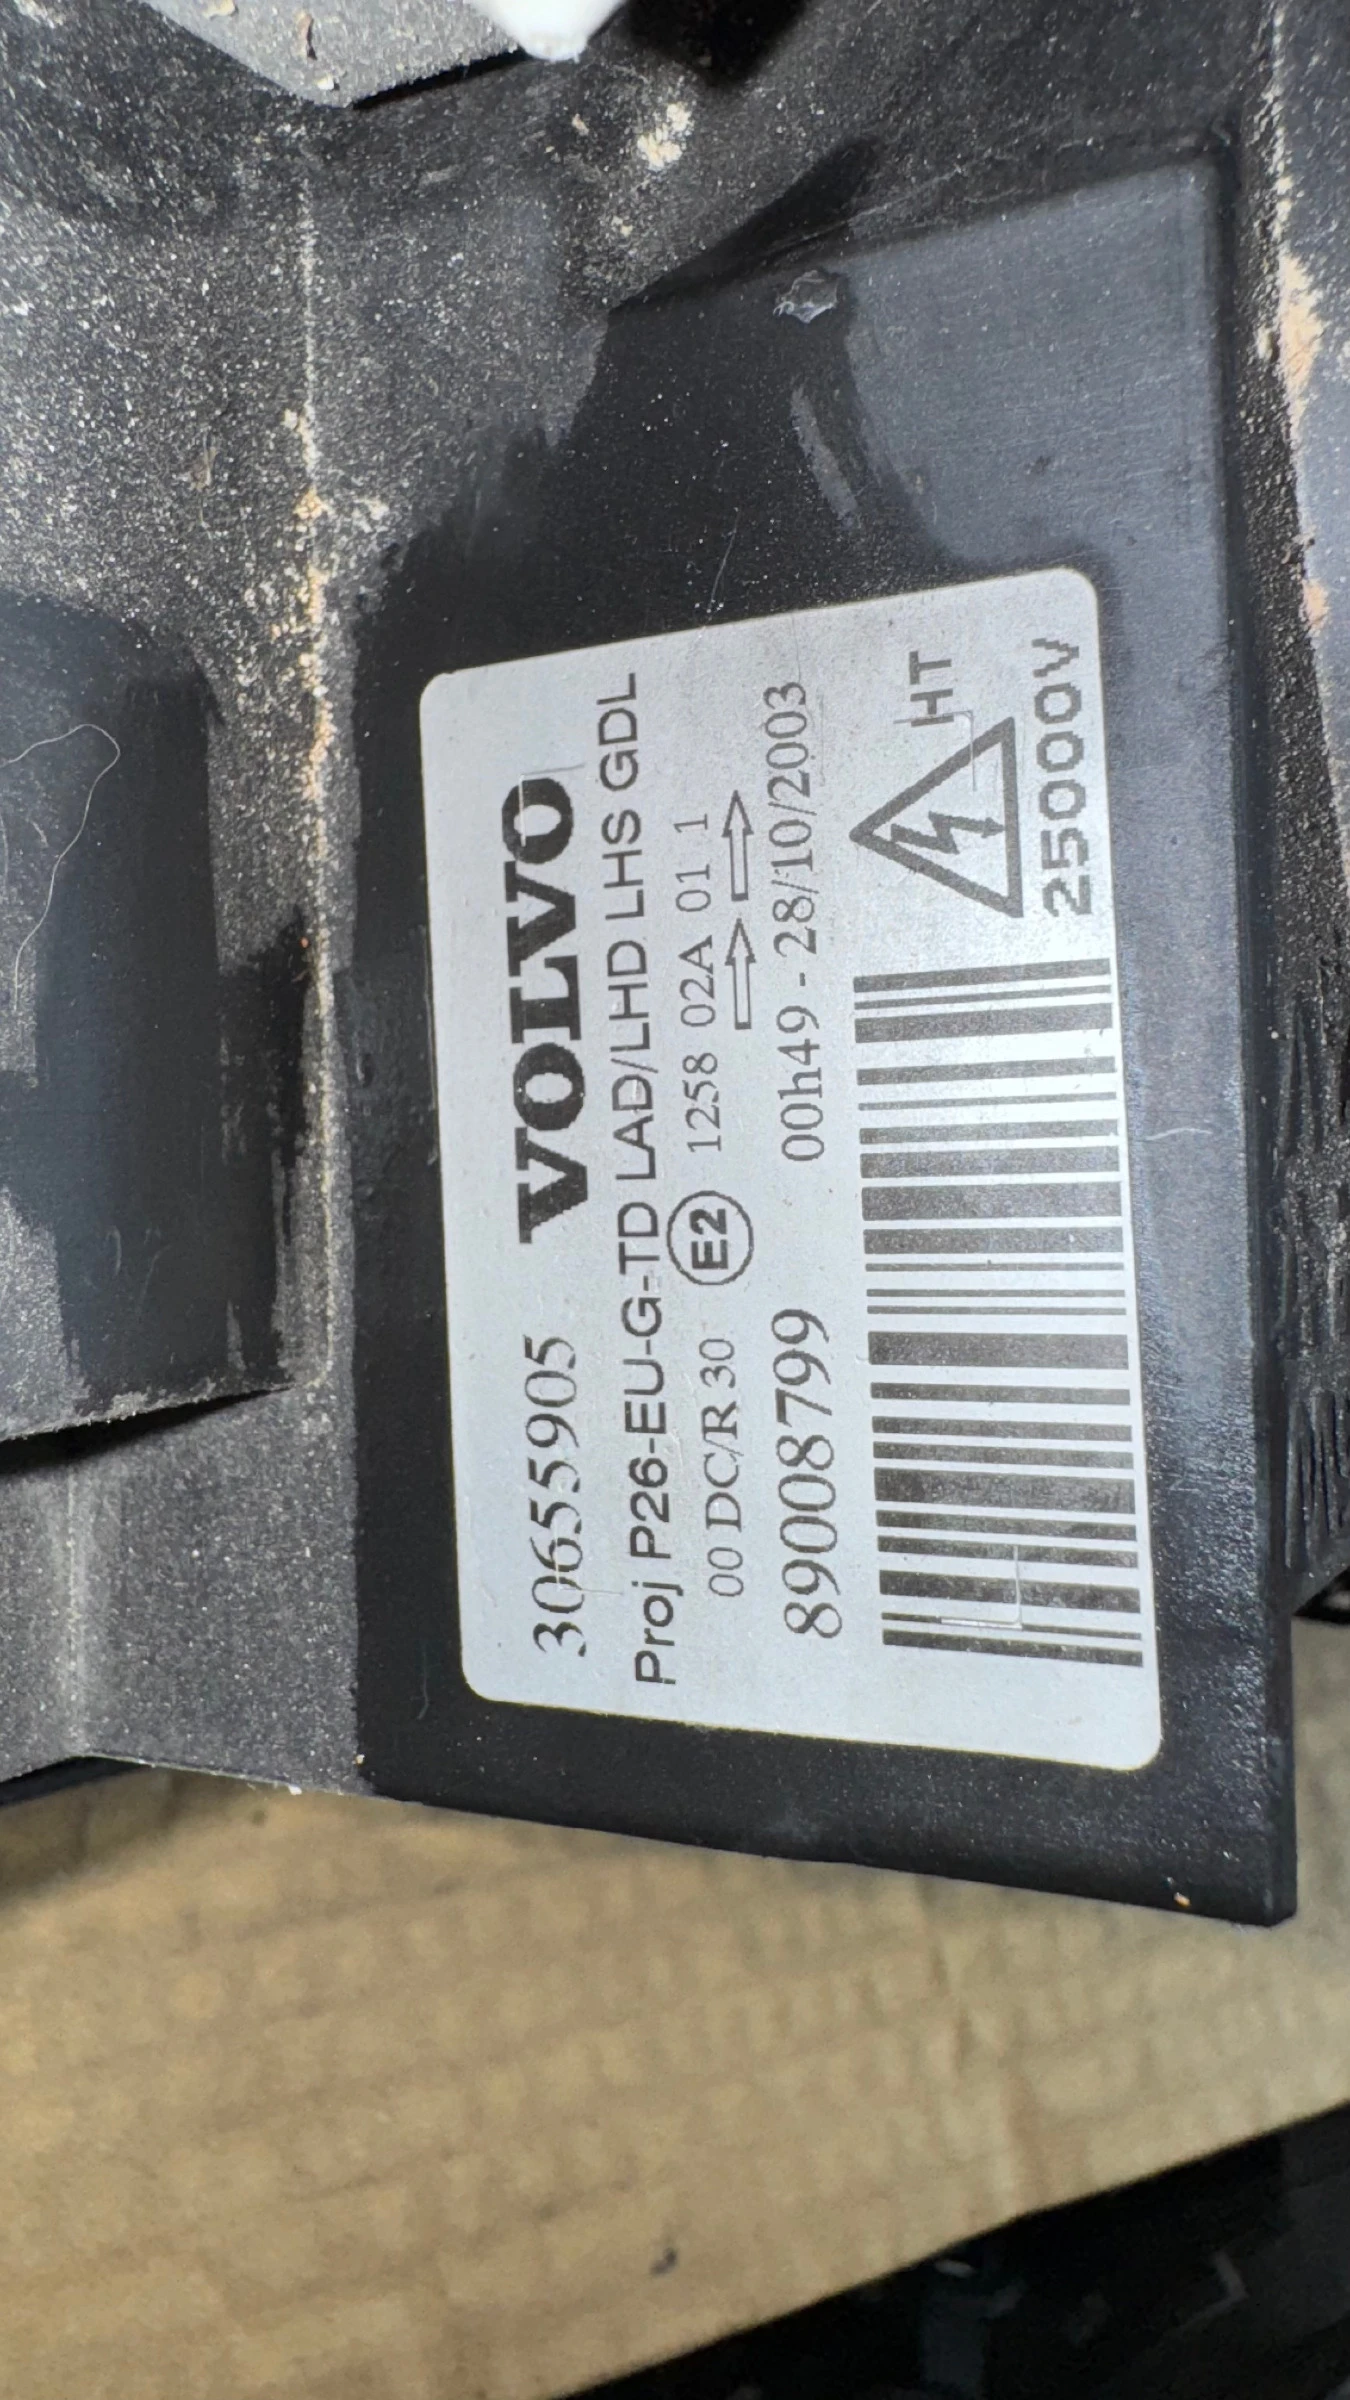 30655905 VOLVO
Proj P26-EU-G-TD LAD/LHD LHS GDL
00 DC/R 30 E2 1258 02A 01 1
89008799 00h49 - 28/10/2003
HT
25000V